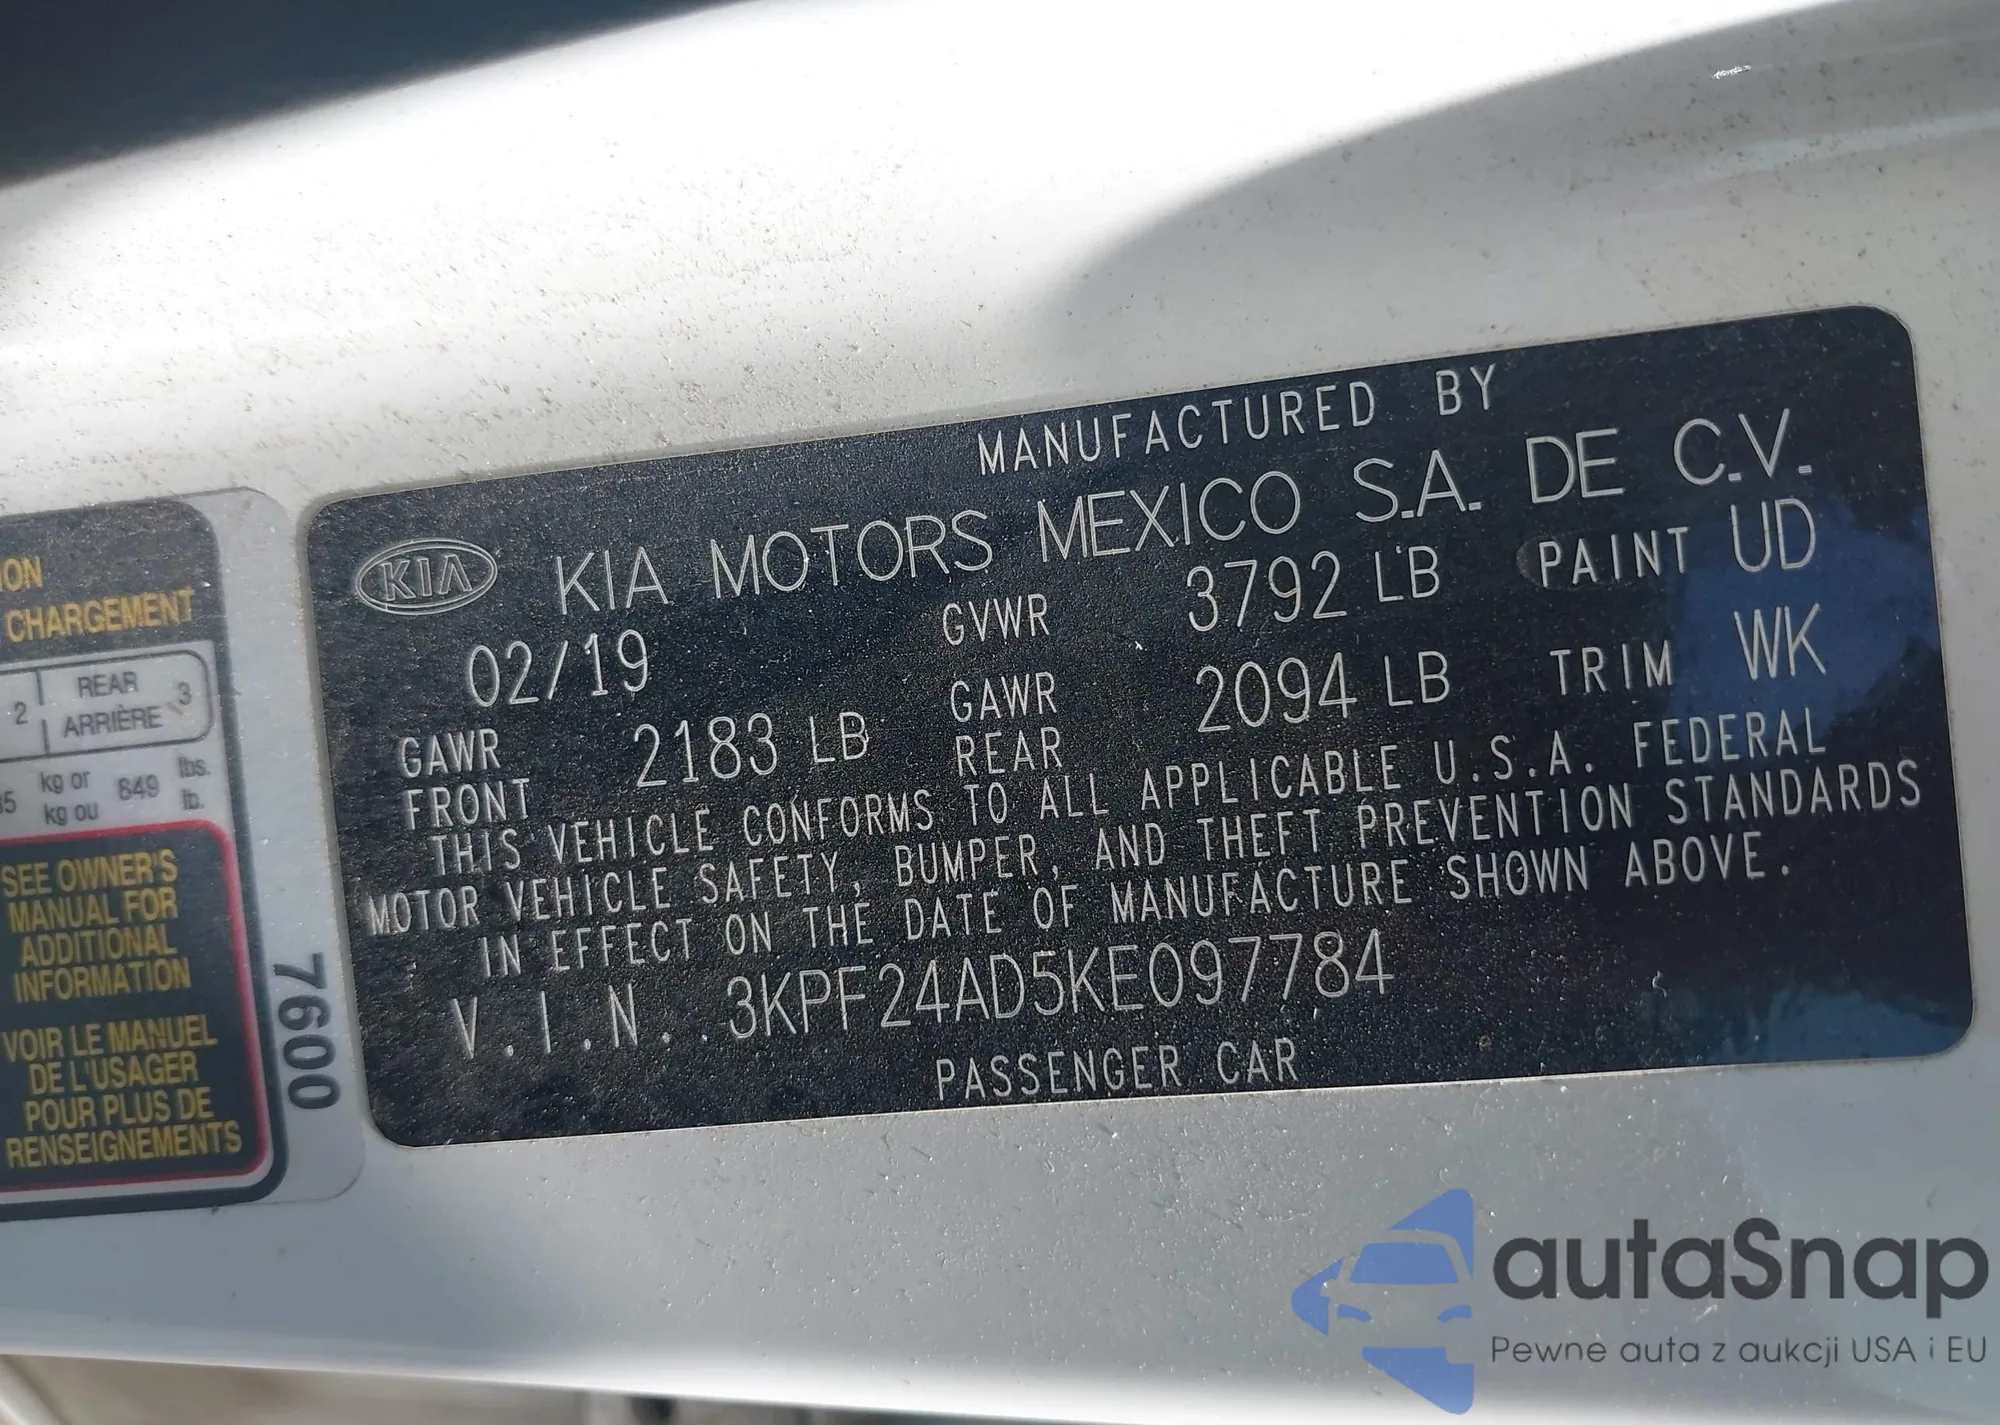 MANUFACTURED BY
KIA KIA MOTORS MEXICO S.A. DE C.V.
02/19 GVWR 3792 LB PAINT UD
GAWR FRONT 2183 LB GAWR REAR 2094 LB TRIM WK
THIS VEHICLE CONFORMS TO ALL APPLICABLE U.S.A. FEDERAL
MOTOR VEHICLE SAFETY, BUMPER, AND THEFT PREVENTION STANDARDS
IN EFFECT ON THE DATE OF MANUFACTURE SHOWN ABOVE.
V.I.N. 3KPF24AD5KE097784
PASSENGER CAR
ION
CHARGEMENT
2 REAR 3
ARRIÈRE
5 kg or 849 lbs.
kg ou lb.
SEE OWNER'S
MANUAL FOR
ADDITIONAL
INFORMATION
VOIR LE MANUEL
DE L'USAGER
POUR PLUS DE
RENSEIGNEMENTS
7600
autaSnap
Pewne auta z aukcji USA i EU